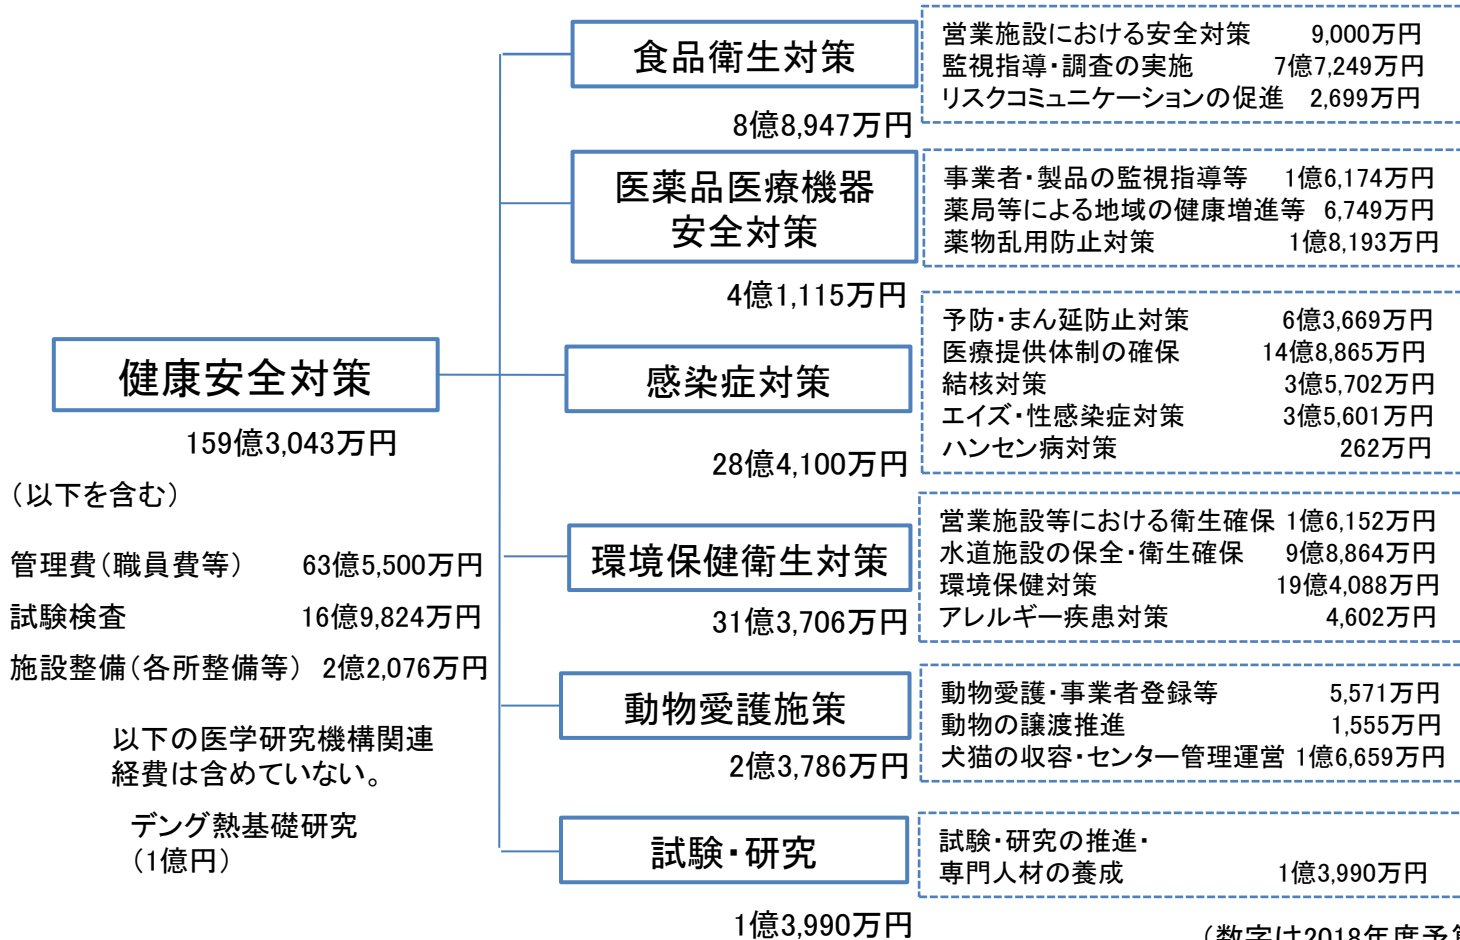 健康安全対策
159億3,043万円
（以下を含む）
管理費（職員費等） 63億5,500万円
試験検査 16億9,824万円
施設整備（各所整備等） 2億2,076万円
以下の医学研究機構関連
経費は含めていない。
デング熱基礎研究
（1億円）
食品衛生対策
8億8,947万円
営業施設における安全対策 9,000万円
監視指導・調査の実施 7億7,249万円
リスクコミュニケーションの促進 2,699万円
医薬品医療機器
安全対策
4億1,115万円
事業者・製品の監視指導等 1億6,174万円
薬局等による地域の健康増進等 6,749万円
薬物乱用防止対策 1億8,193万円
感染症対策
28億4,100万円
予防・まん延防止対策 6億3,669万円
医療提供体制の確保 14億8,865万円
結核対策 3億5,702万円
エイズ・性感染症対策 3億5,601万円
ハンセン病対策 262万円
環境保健衛生対策
31億3,706万円
営業施設等における衛生確保 1億6,152万円
水道施設の保全・衛生確保 9億8,864万円
環境保健対策 19億4,088万円
アレルギー疾患対策 4,602万円
動物愛護施策
2億3,786万円
動物愛護・事業者登録等 5,571万円
動物の譲渡推進 1,555万円
犬猫の収容・センター管理運営 1億6,659万円
試験・研究
1億3,990万円
試験・研究の推進・
専門人材の養成 1億3,990万円
（数字は2018年度予算